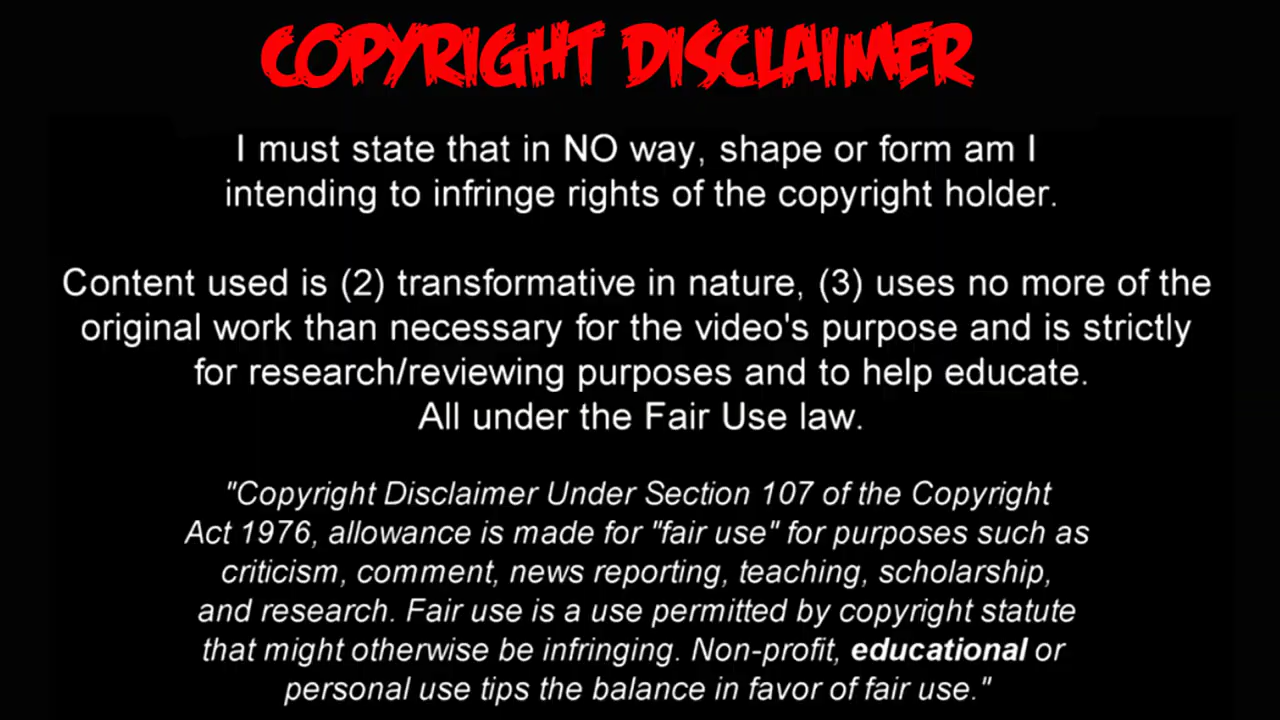 COPYRIGHT DISCLAIMER
I must state that in NO way, shape or form am I
intending to infringe rights of the copyright holder.
Content used is (2) transformative in nature, (3) uses no more of the
original work than necessary for the video's purpose and is strictly
for research/reviewing purposes and to help educate.
All under the Fair Use law.
"Copyright Disclaimer Under Section 107 of the Copyright
Act 1976, allowance is made for "fair use" for purposes such as
criticism, comment, news reporting, teaching, scholarship,
and research. Fair use is a use permitted by copyright statute
that might otherwise be infringing. Non-profit, educational or
personal use tips the balance in favor of fair use."